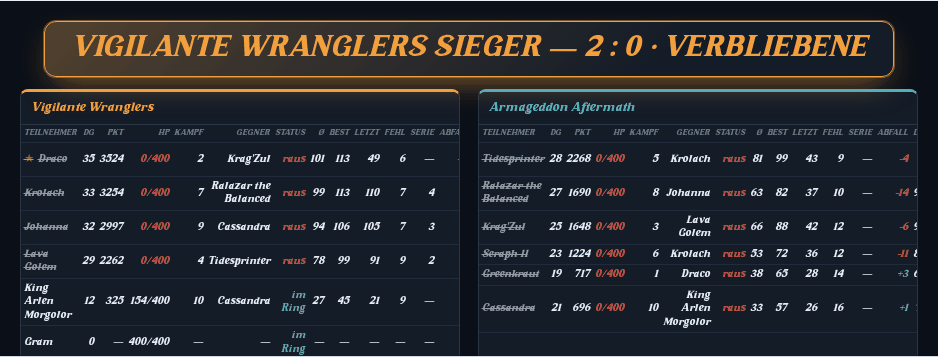 VIGILANTE WRANGLERS SIEGER — 2 : 0 · VERBLIEBENE
Vigilante Wranglers
TEILNEHMER DG PKT HP KAMPF GEGNER STATUS Ø BEST LETZT FEHL SERIE
★ Draco 35 3524 0/400 2 Krag'Zul raus 101 113 49 6 —
Krolach 33 3254 0/400 7 Ralazar the Balanced raus 99 113 110 7 4
Johanna 32 2997 0/400 9 Cassandra raus 94 106 105 7 3
Lava Golem 29 2262 0/400 4 Tidesprinter raus 78 99 91 9 2
King Arlen Morgolor 12 325 154/400 10 Cassandra im Ring 27 45 21 9 —
Gram 0 — 400/400 — — im Ring — — — — —
Armageddon Aftermath
TEILNEHMER DG PKT HP KAMPF GEGNER STATUS Ø BEST LETZT FEHL SERIE ABFALL
Tidesprinter 28 2268 0/400 5 Krolach raus 81 99 43 9 — -4
Ralazar the Balanced 27 1690 0/400 8 Johanna raus 63 82 37 10 — -14
Krag'Zul 25 1648 0/400 3 Lava Golem raus 66 88 42 12 — -6
Seraph II 23 1224 0/400 6 Krolach raus 53 72 36 12 — -11
Greenkraut 19 717 0/400 1 Draco raus 38 65 28 14 — +3
Cassandra 21 696 0/400 10 King Arlen Morgolor raus 33 57 26 16 — +1